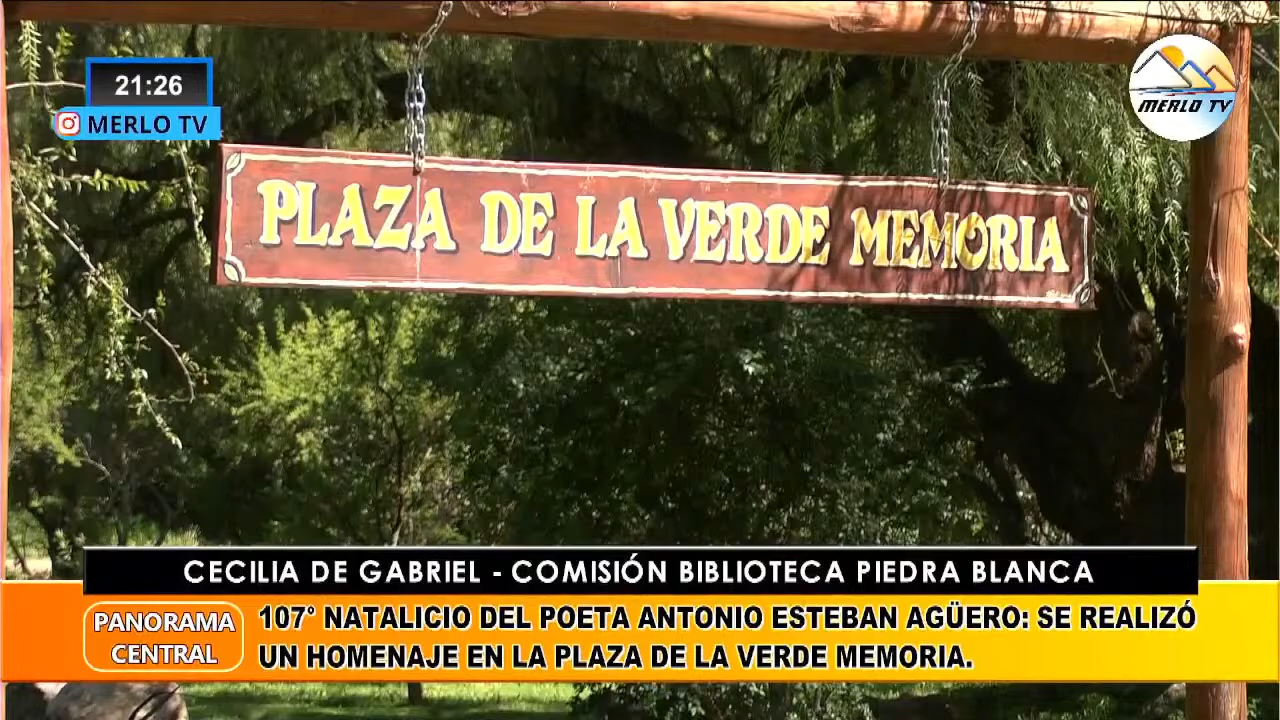 21:26
MERLO TV
MERLO TV
PLAZA DE LA VERDE MEMORIA
CECILIA DE GABRIEL - COMISIÓN BIBLIOTECA PIEDRA BLANCA
PANORAMA
CENTRAL
107° NATALICIO DEL POETA ANTONIO ESTEBAN AGÜERO: SE REALIZÓ
UN HOMENAJE EN LA PLAZA DE LA VERDE MEMORIA.